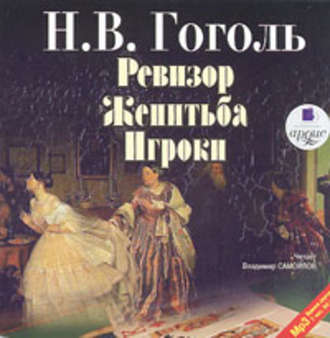 Н.В. Гоголь
Ревизор
Женитьба
Игроки
ардис
Читает
Владимир САМОЙЛОВ
Mp3